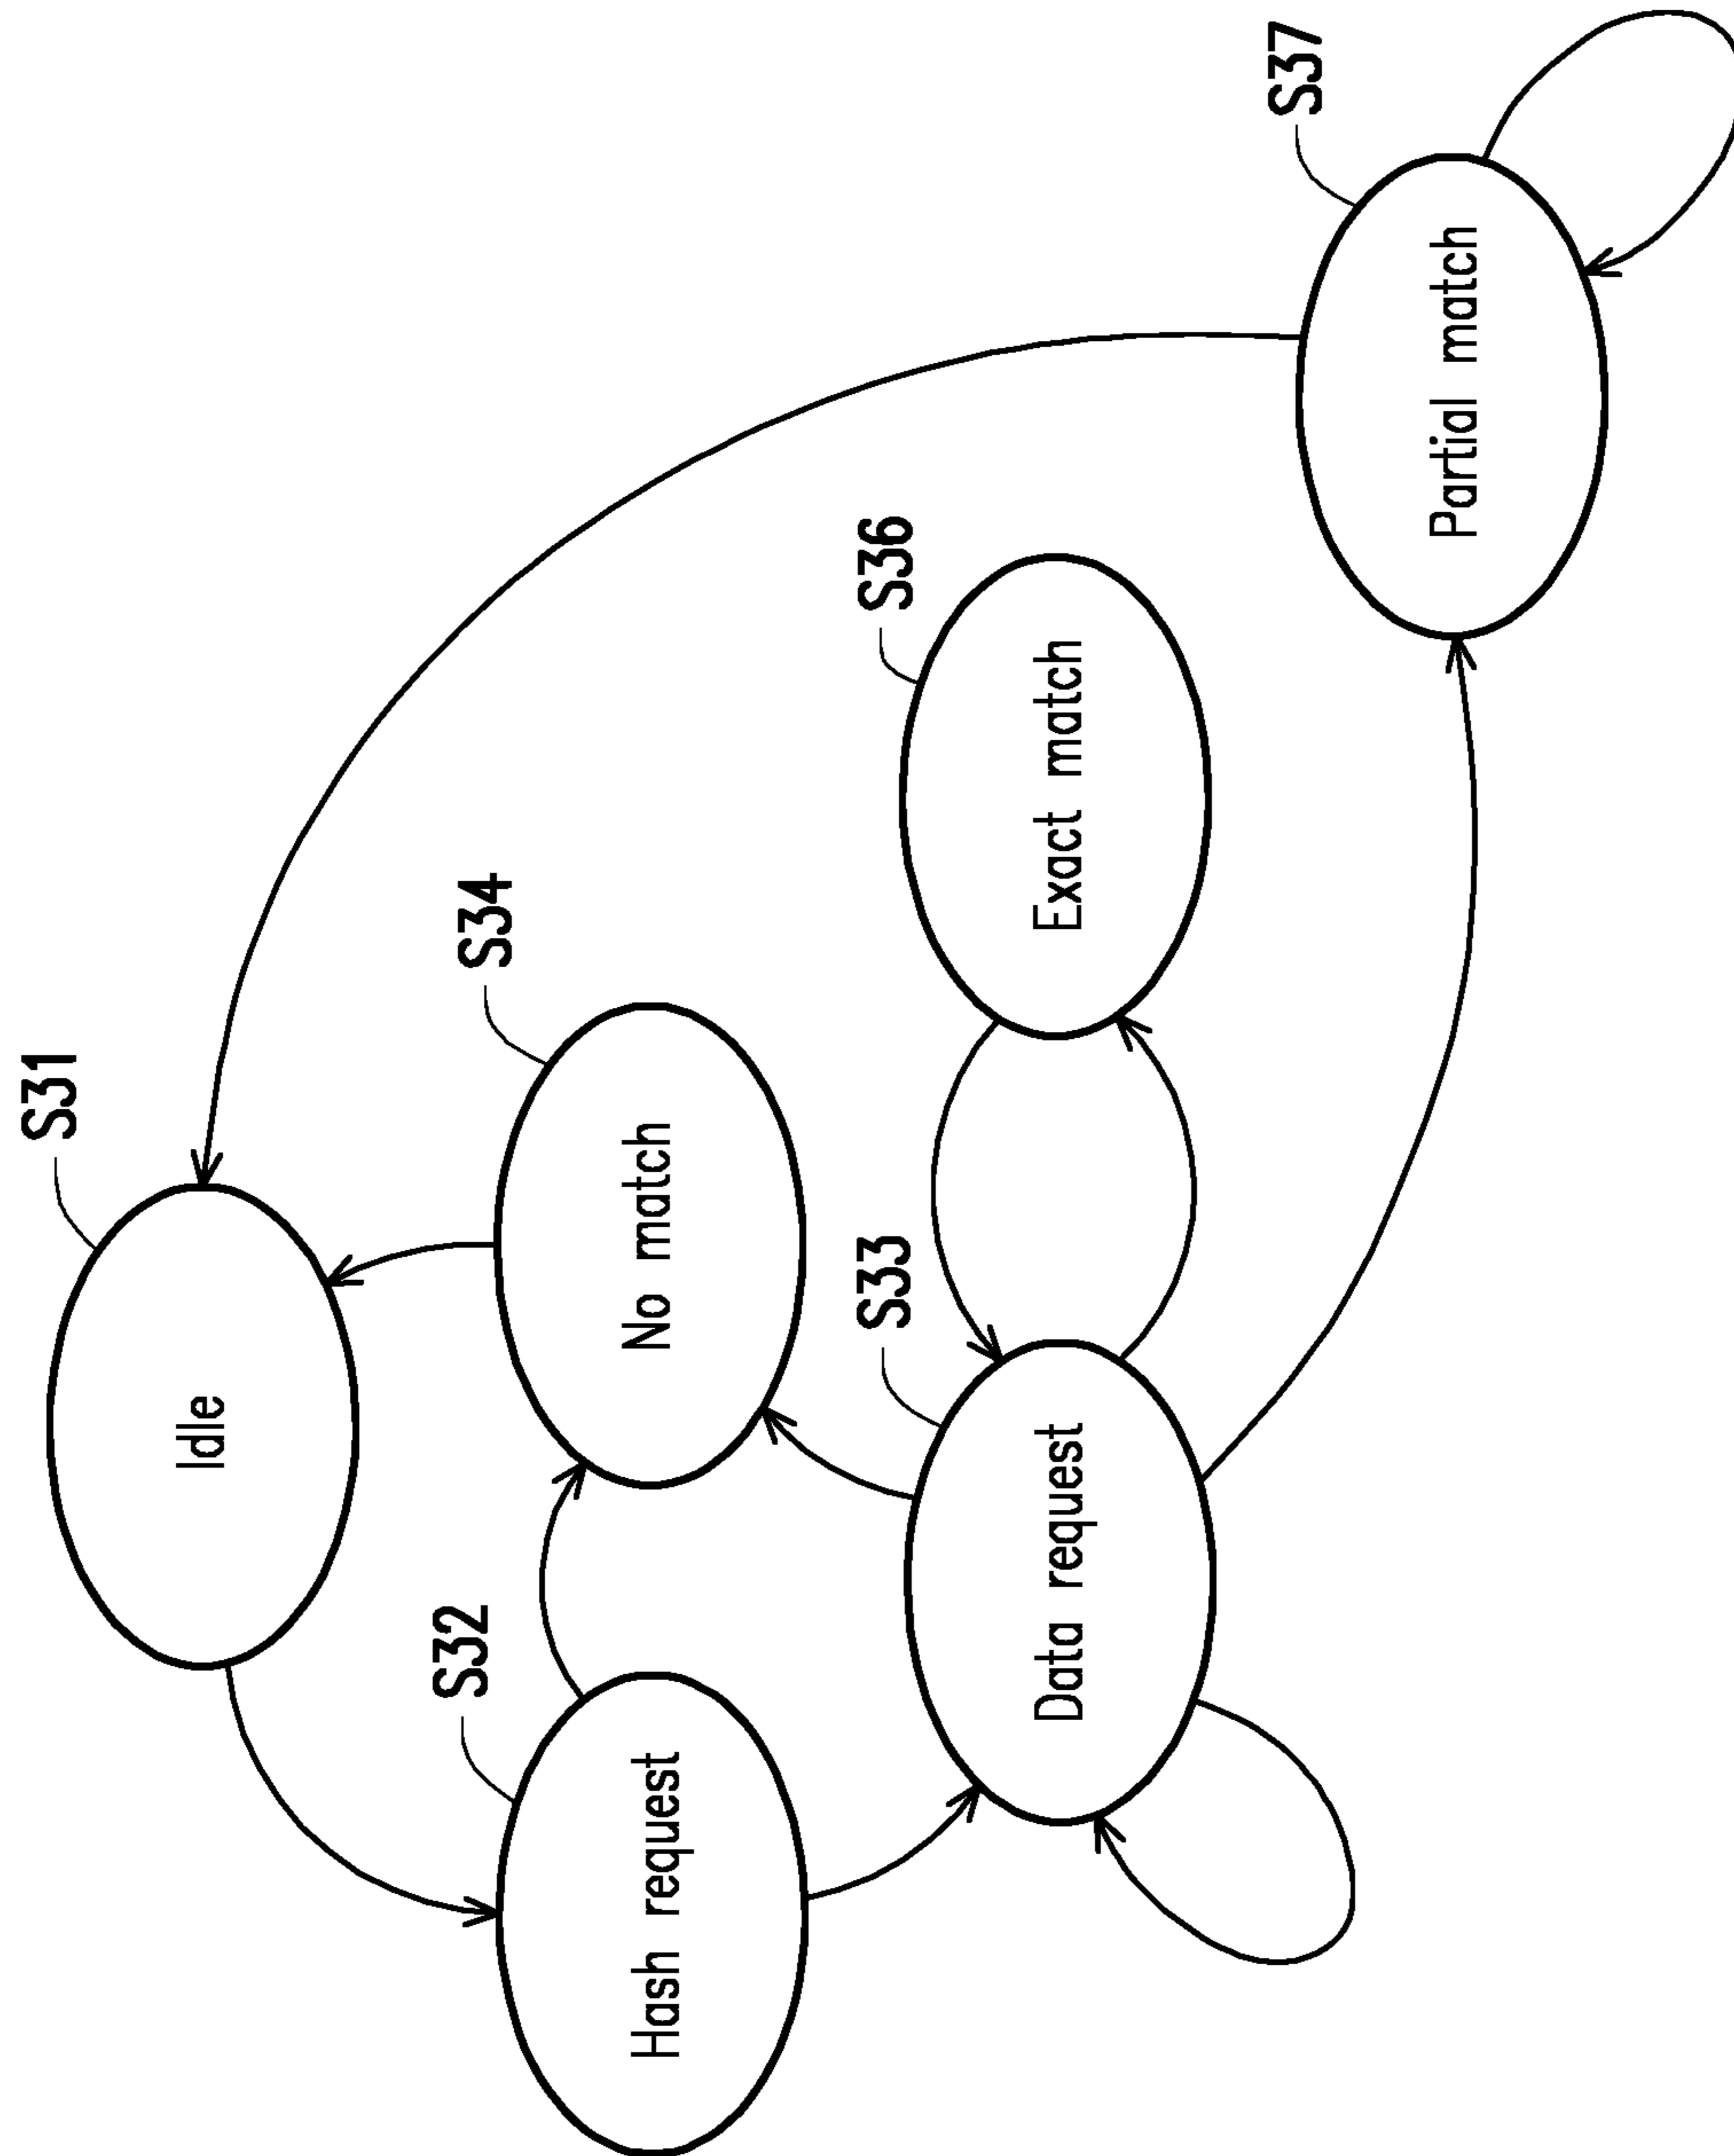 S31
Idle
S32
Hash request
S34
No match
S33
Data request
S36
Exact match
S37
Partial match